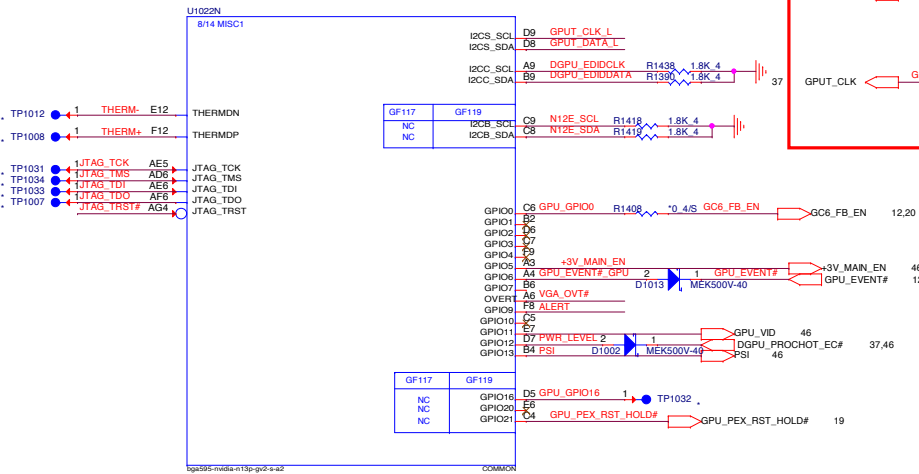 U1022N
8/14 MISC1
I2CS_SCL D9 GPUT_CLK_L
I2CS_SDA D8 GPUT_DATA_L
I2CC_SCL A9 DGPU_EDIDCLK R1438 1.8K_4
I2CC_SDA B9 DGPU_EDIDDATA R1390 1.8K_4
37 GPUT_CLK
GF117 GF119
NC
NC
I2CB_SCL C9 N12E_SCL R1418 1.8K_4
I2CB_SDA C8 N12E_SDA R1419 1.8K_4
TP1012 1 THERM- E12 THERMDN
TP1008 1 THERM+ F12 THERMDP
TP1031 1 JTAG_TCK AE5 JTAG_TCK
TP1034 1 JTAG_TMS AD6 JTAG_TMS
TP1033 1 JTAG_TDI AE6 JTAG_TDI
TP1007 1 JTAG_TDO AF6 JTAG_TDO
JTAG_TRST# AG4 JTAG_TRST
GPIO0 C6 GPU_GPIO0 R1408 *0_4/S GC6_FB_EN GC6_FB_EN 12,20
GPIO1 B2
GPIO2 D6
GPIO3 C7
GPIO4 F9
GPIO5 A3 +3V_MAIN_EN +3V_MAIN_EN 46
GPIO6 A4 GPU_EVENT#_GPU 2 D1013 1 MEK500V-40 GPU_EVENT# GPU_EVENT#
GPIO7 B6
OVERT A6 VGA_OVT#
GPIO9 F8 ALERT
GPIO10 C5
GPIO11 E7 GPU_VID 46
GPIO12 D7 PWR_LEVEL 2 D1002 1 MEK500V-40 DGPU_PROCHOT_EC# 37,46
GPIO13 B4 PSI PSI 46
GF117 GF119
NC
NC
NC
GPIO16 D5 GPU_GPIO16 1 TP1032
GPIO20 E6
GPIO21 C4 GPU_PEX_RST_HOLD# GPU_PEX_RST_HOLD# 19
bga595-nvidia-n13p-gv2-s-a2
COMMON